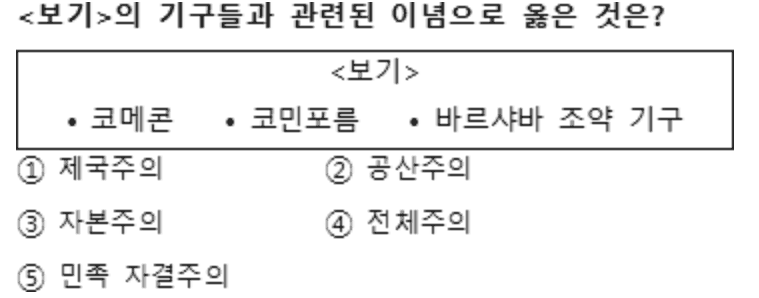 <보기>의 기구들과 관련된 이념으로 옳은 것은?
<보기>
• 코메콘 • 코민포름 • 바르샤바 조약 기구
① 제국주의 ② 공산주의
③ 자본주의 ④ 전체주의
⑤ 민족 자결주의